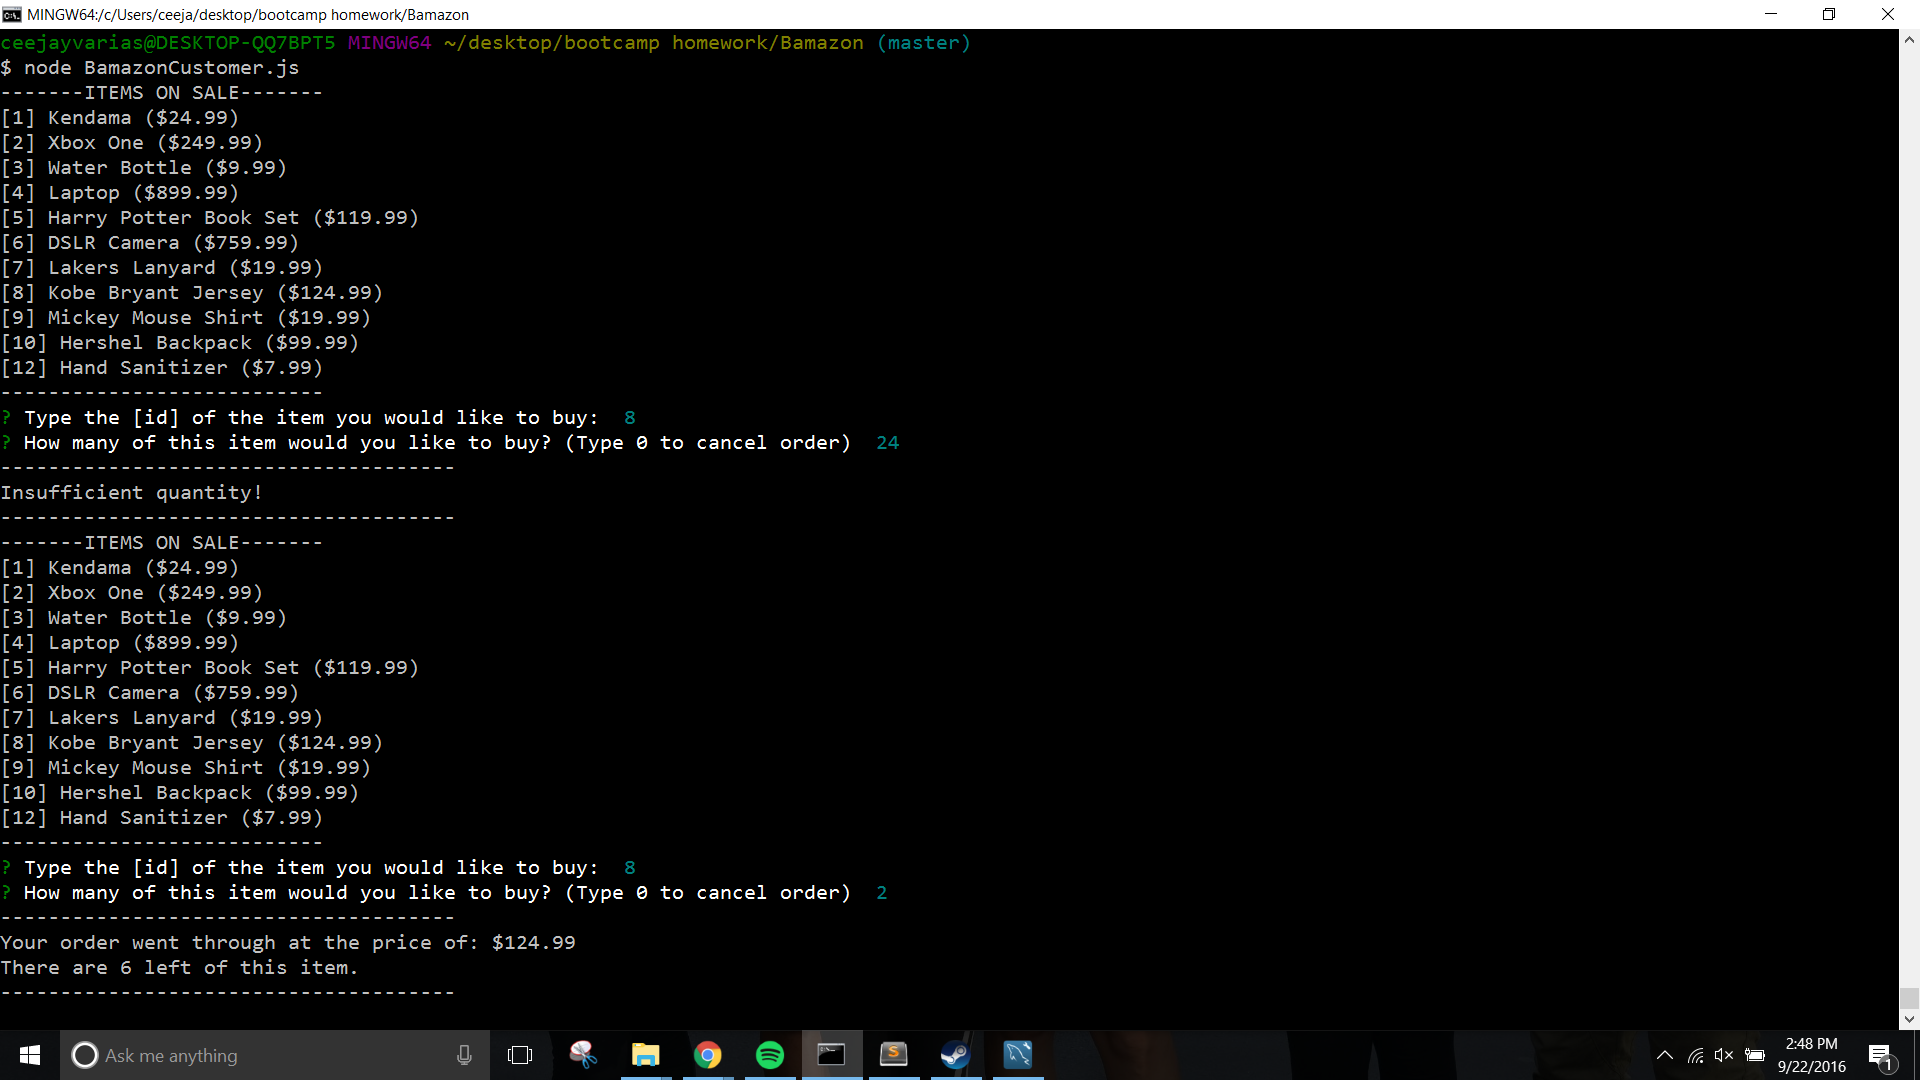 MINGW64:/c/Users/ceeja/desktop/bootcamp homework/Bamazon
ceejayvarias@DESKTOP-QQ7BPT5 MINGW64 ~/desktop/bootcamp homework/Bamazon (master)
$ node BamazonCustomer.js
-------ITEMS ON SALE-------
[1] Kendama ($24.99)
[2] Xbox One ($249.99)
[3] Water Bottle ($9.99)
[4] Laptop ($899.99)
[5] Harry Potter Book Set ($119.99)
[6] DSLR Camera ($759.99)
[7] Lakers Lanyard ($19.99)
[8] Kobe Bryant Jersey ($124.99)
[9] Mickey Mouse Shirt ($19.99)
[10] Hershel Backpack ($99.99)
[12] Hand Sanitizer ($7.99)
---------------------------
? Type the [id] of the item you would like to buy:  8
? How many of this item would you like to buy? (Type 0 to cancel order)  24
--------------------------------------
Insufficient quantity!
--------------------------------------
-------ITEMS ON SALE-------
[1] Kendama ($24.99)
[2] Xbox One ($249.99)
[3] Water Bottle ($9.99)
[4] Laptop ($899.99)
[5] Harry Potter Book Set ($119.99)
[6] DSLR Camera ($759.99)
[7] Lakers Lanyard ($19.99)
[8] Kobe Bryant Jersey ($124.99)
[9] Mickey Mouse Shirt ($19.99)
[10] Hershel Backpack ($99.99)
[12] Hand Sanitizer ($7.99)
---------------------------
? Type the [id] of the item you would like to buy:  8
? How many of this item would you like to buy? (Type 0 to cancel order)  2
--------------------------------------
Your order went through at the price of: $124.99
There are 6 left of this item.
--------------------------------------
Ask me anything
2:48 PM
9/22/2016
1